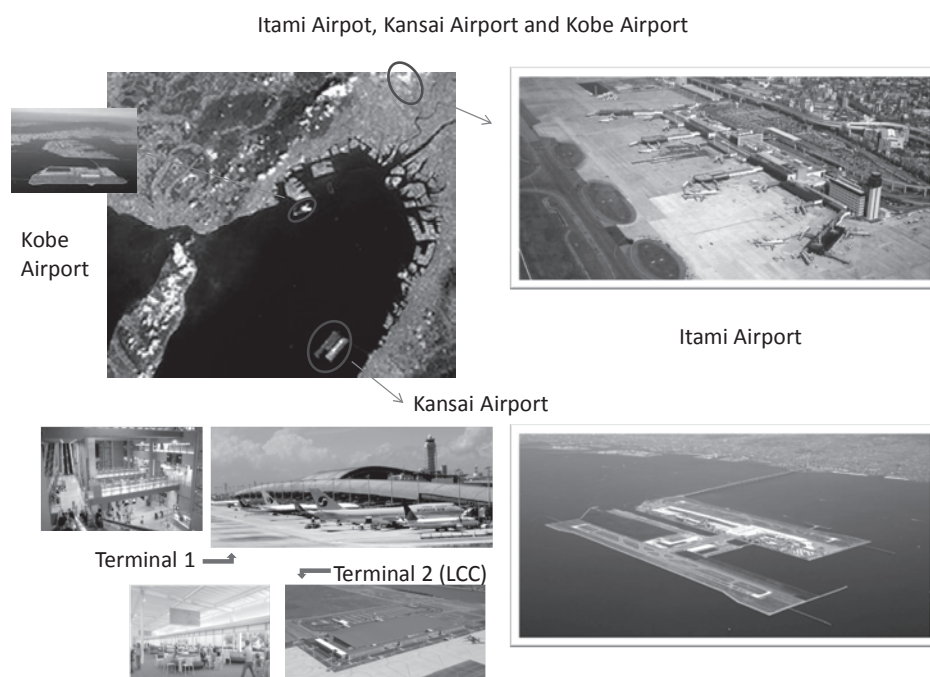 Itami Airpot, Kansai Airport and Kobe Airport
Kobe
Airport
Itami Airport
Kansai Airport
Terminal 1
Terminal 2 (LCC)